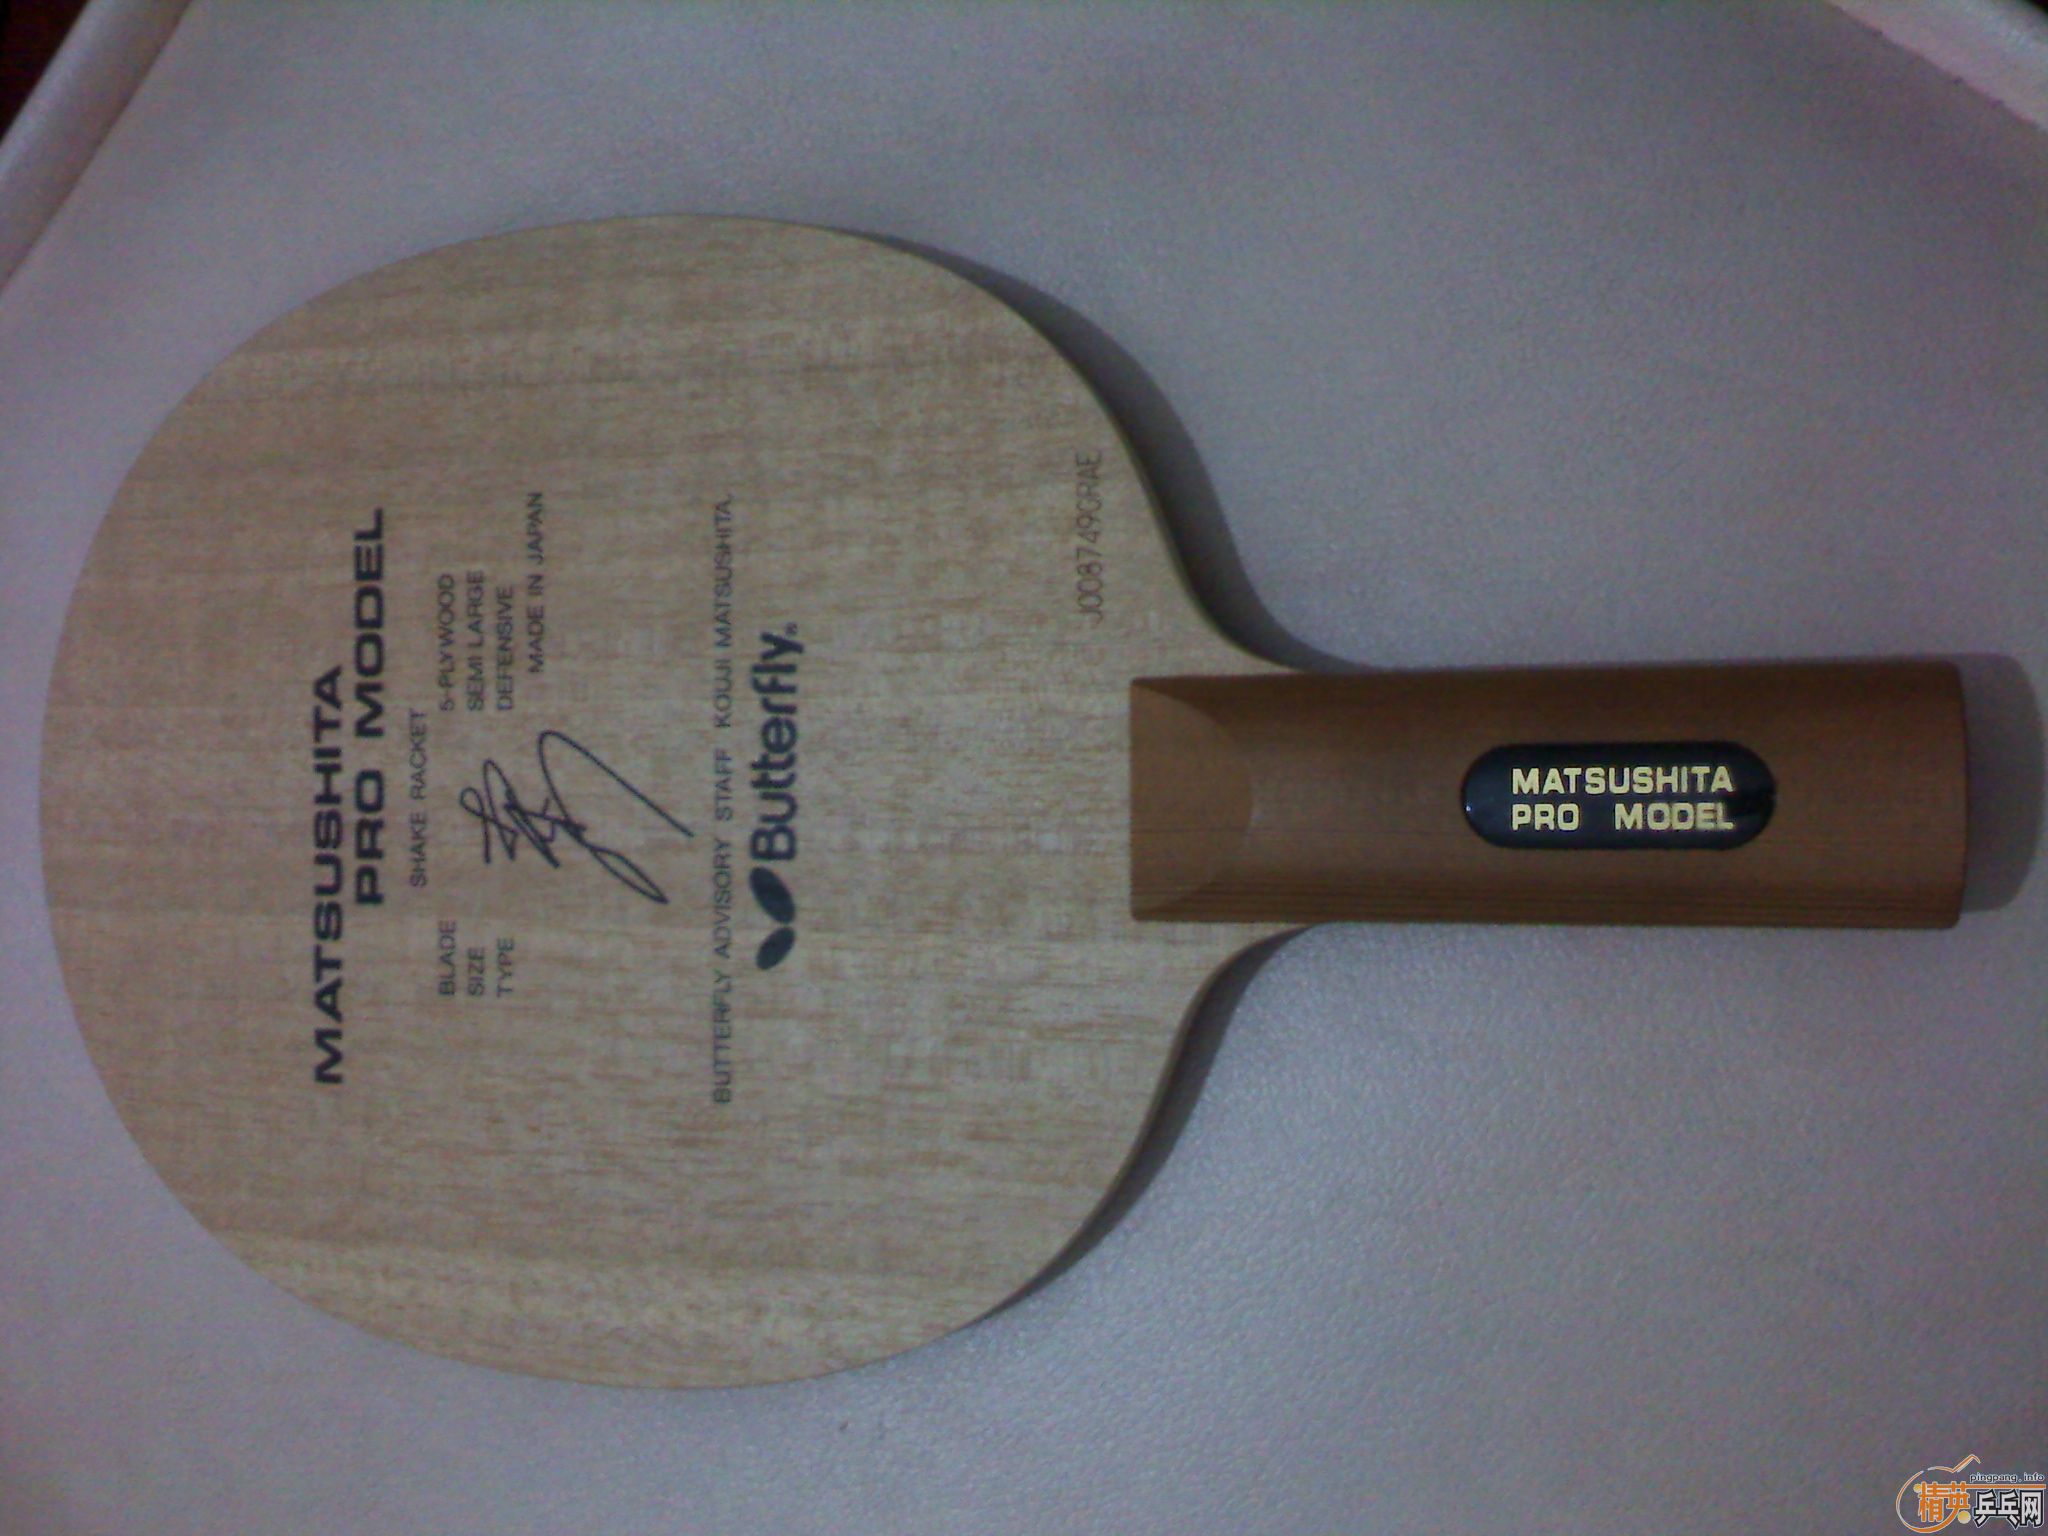 MATSUSHITA
PRO MODEL
SHAKE RACKET
BLADE 5-PLYWOOD
SIZE SEMI LARGE
TYPE DEFENSIVE
MADE IN JAPAN
BUTTERFLY ADVISORY STAFF KOUJI MATSUSHITA.
Butterfly®
J008749GRAE
MATSUSHITA
PRO MODEL
pingpang.info
精英乒乓网